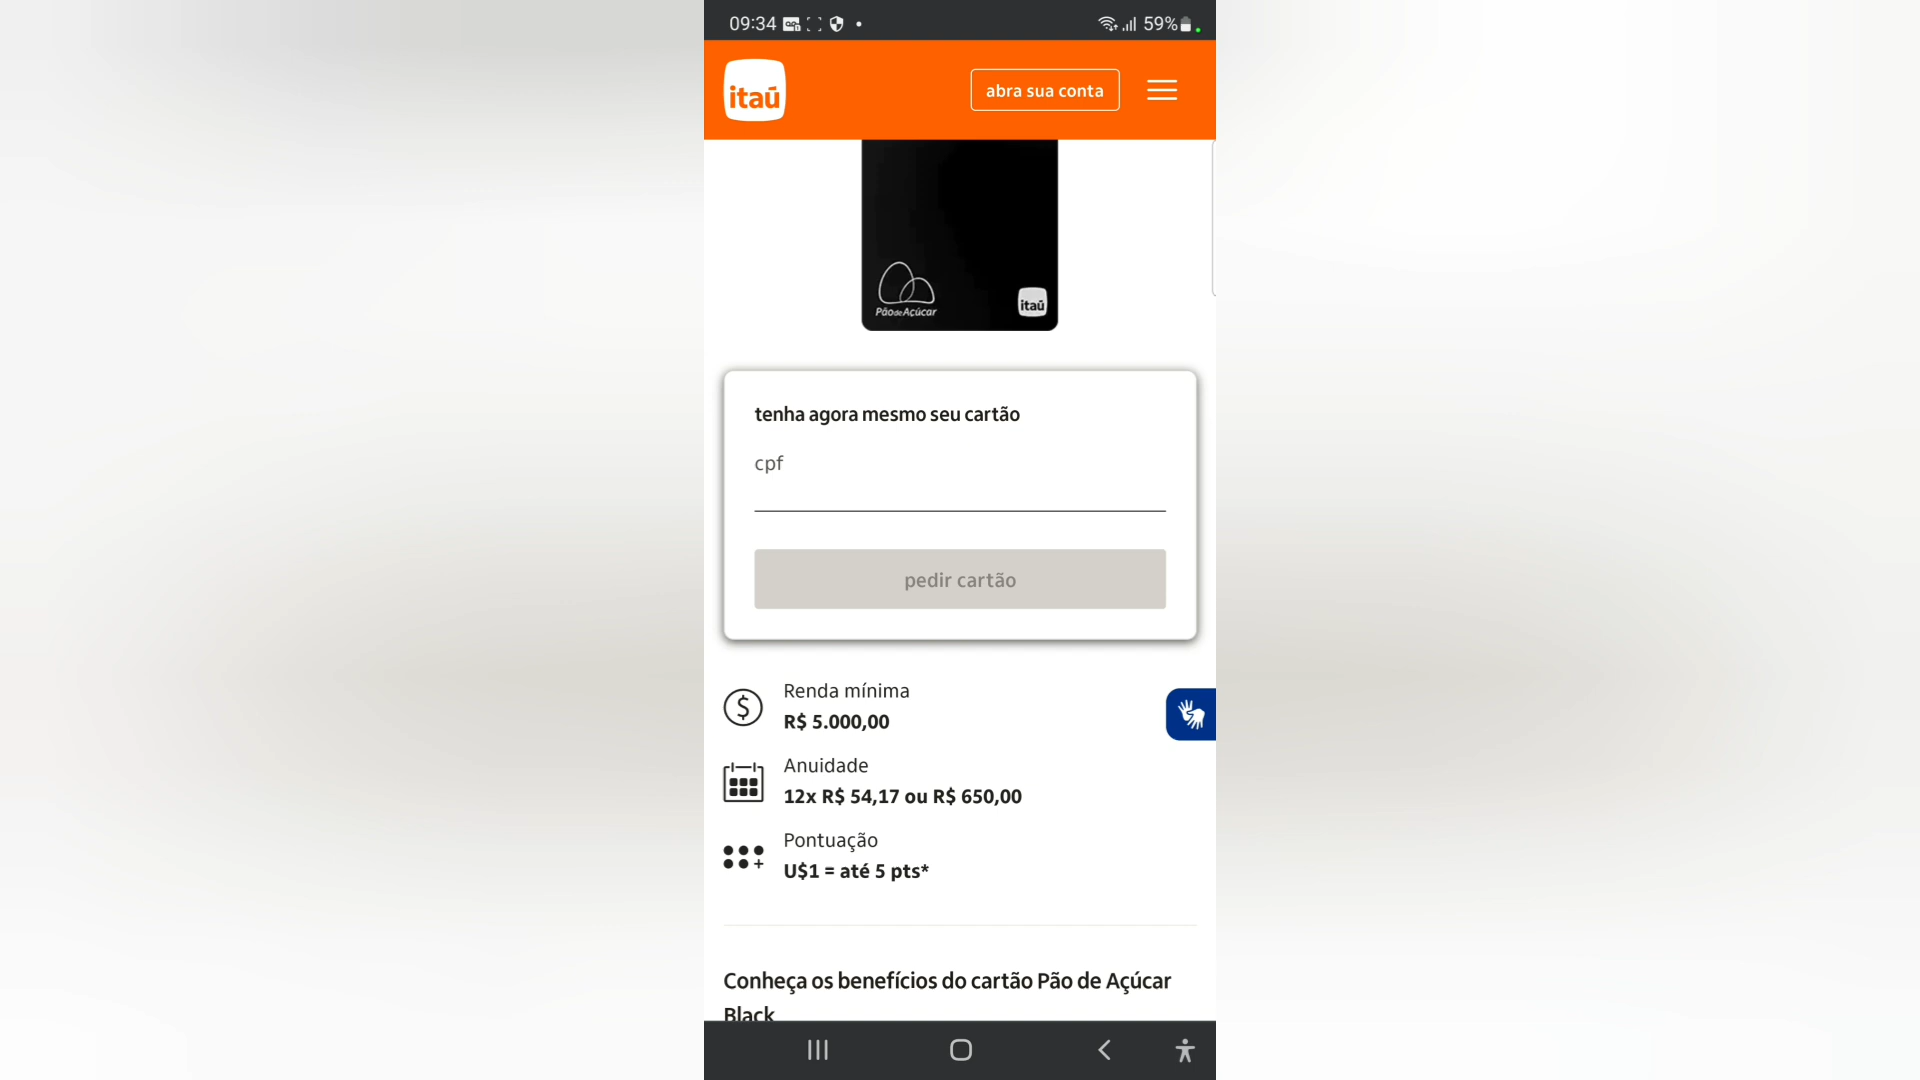 09:34
59%
itaú
abra sua conta
Pão de Açúcar
itaú
tenha agora mesmo seu cartão
cpf
pedir cartão
Renda mínima
R$ 5.000,00
Anuidade
12x R$ 54,17 ou R$ 650,00
Pontuação
U$1 = até 5 pts*
Conheça os benefícios do cartão Pão de Açúcar
Black